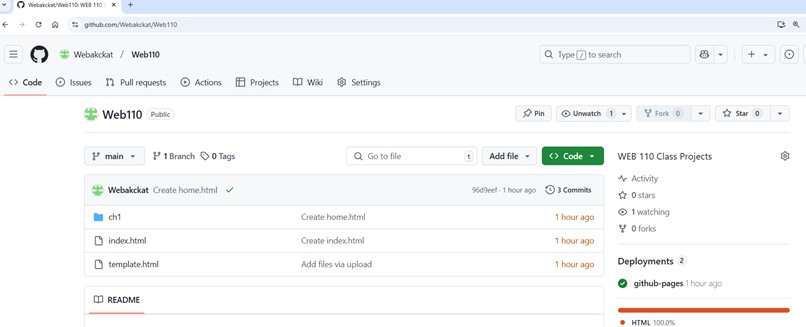 Webakckat/Web110: WEB 110 Cl
github.com/Webakckat/Web110
Webakckat / Web110
Type / to search
Code Issues Pull requests Actions Projects Wiki Settings
Web110 Public
Pin Unwatch 1 Fork 0 Star 0
main 1 Branch 0 Tags Go to file t Add file Code
WEB 110 Class Projects
Webakckat Create home.html 96d9eef · 1 hour ago 3 Commits
ch1 Create home.html 1 hour ago
index.html Create index.html 1 hour ago
template.html Add files via upload 1 hour ago
README
Activity
0 stars
1 watching
0 forks
Deployments 2
github-pages 1 hour ago
HTML 100.0%